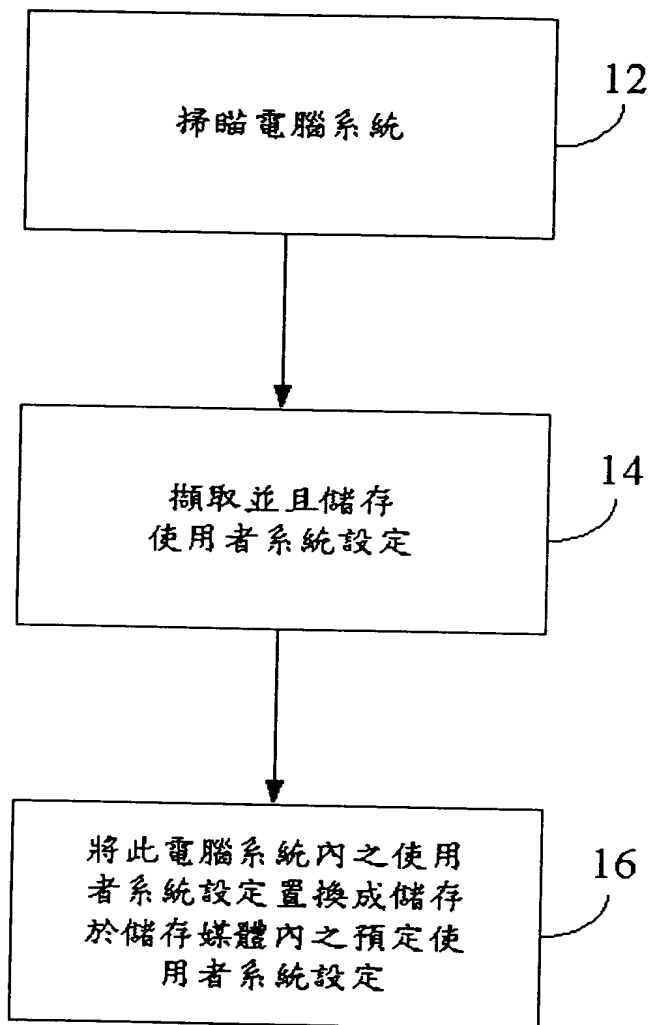 掃瞄電腦系統
12
擷取並且儲存
使用者系統設定
14
將此電腦系統內之使用
者系統設定置換成儲存
於儲存媒體內之預定使
用者系統設定
16